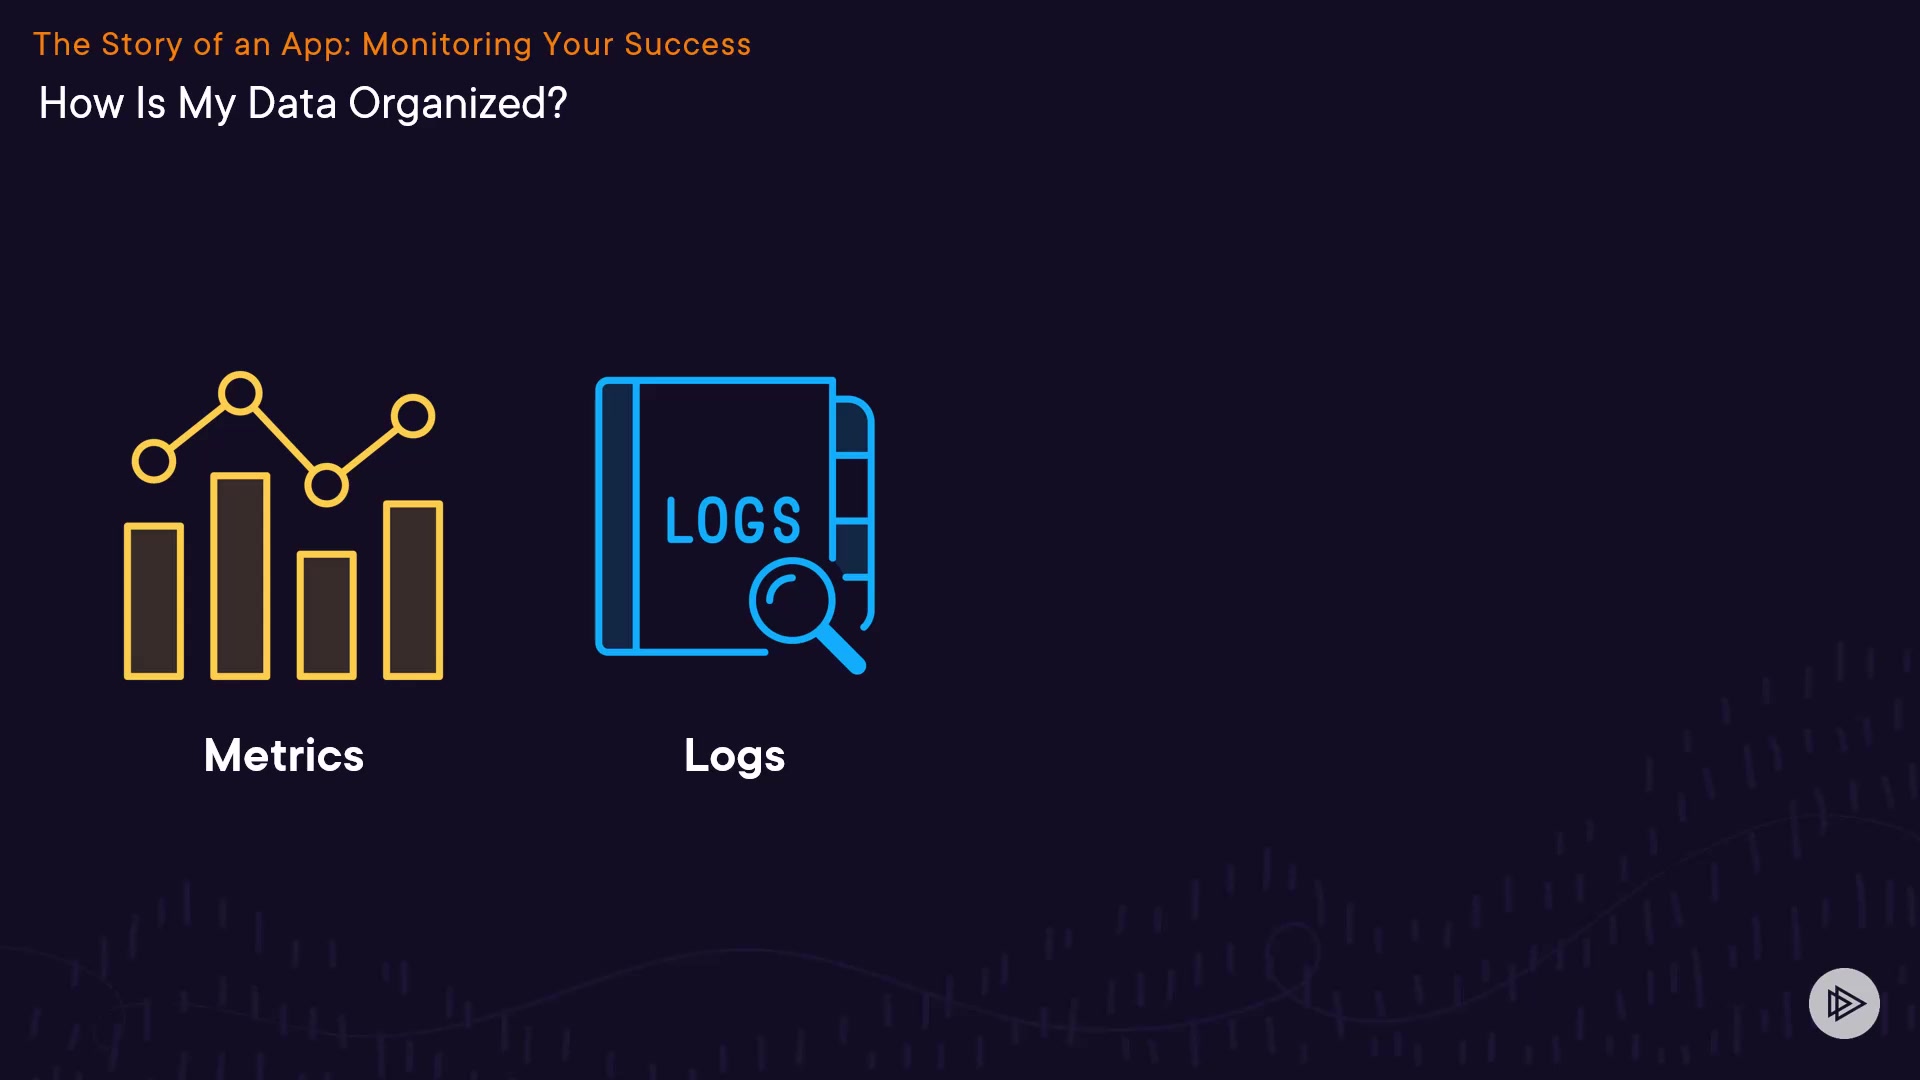 The Story of an App: Monitoring Your Success
How Is My Data Organized?
LOGS
Metrics
Logs